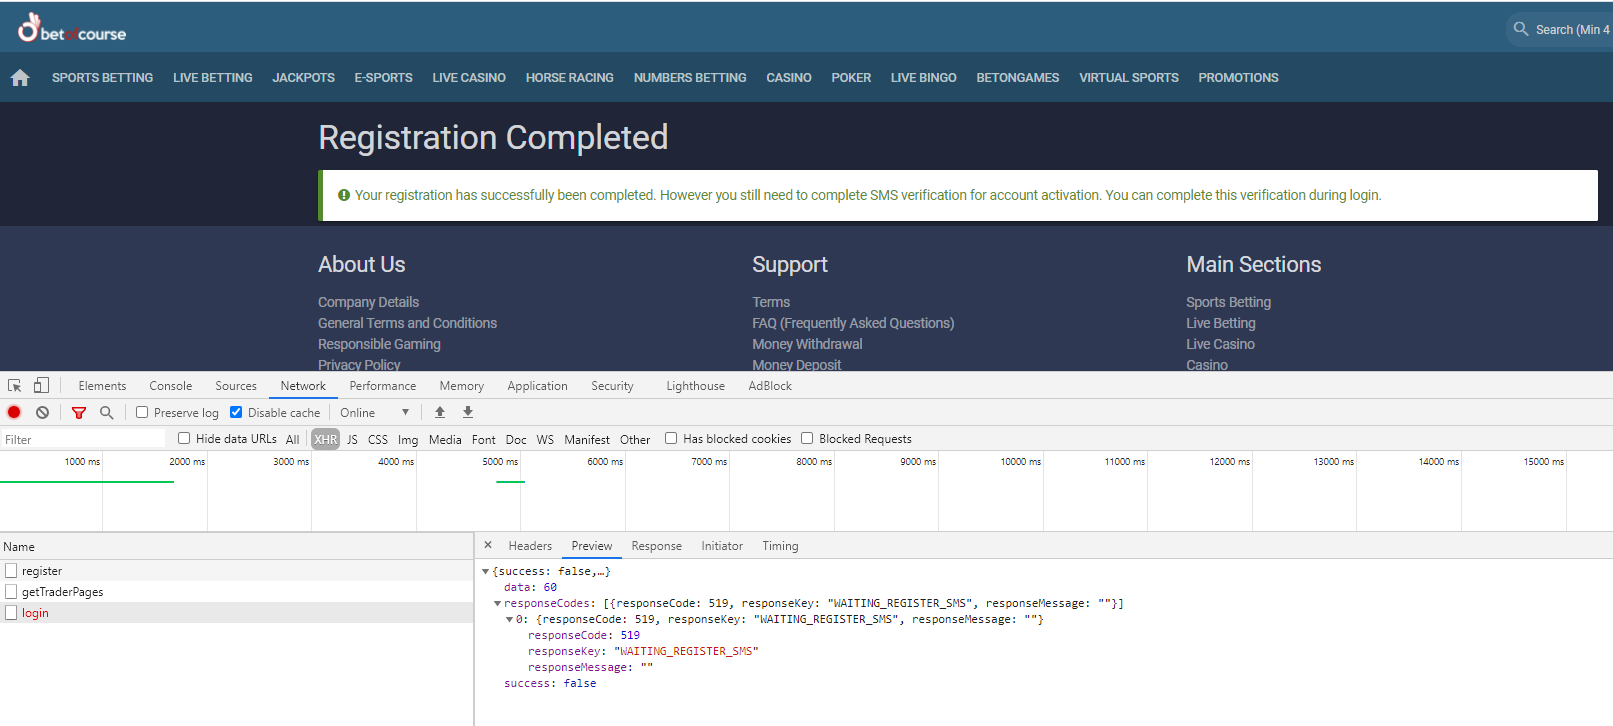 betofcourse
Search (Min 4
SPORTS BETTING LIVE BETTING JACKPOTS E-SPORTS LIVE CASINO HORSE RACING NUMBERS BETTING CASINO POKER LIVE BINGO BETONGAMES VIRTUAL SPORTS PROMOTIONS
Registration Completed
Your registration has successfully been completed. However you still need to complete SMS verification for account activation. You can complete this verification during login.
About Us Support Main Sections
Company Details Terms Sports Betting
General Terms and Conditions FAQ (Frequently Asked Questions) Live Betting
Responsible Gaming Money Withdrawal Live Casino
Privacy Policy Money Deposit Casino
Elements Console Sources Network Performance Memory Application Security Lighthouse AdBlock
Preserve log Disable cache Online
Filter Hide data URLs All XHR JS CSS Img Media Font Doc WS Manifest Other Has blocked cookies Blocked Requests
1000 ms 2000 ms 3000 ms 4000 ms 5000 ms 6000 ms 7000 ms 8000 ms 9000 ms 10000 ms 11000 ms 12000 ms 13000 ms 14000 ms 15000 ms
Name
register
getTraderPages
login
× Headers Preview Response Initiator Timing
{success: false,…}
data: 60
responseCodes: [{responseCode: 519, responseKey: "WAITING_REGISTER_SMS", responseMessage: ""}]
0: {responseCode: 519, responseKey: "WAITING_REGISTER_SMS", responseMessage: ""}
responseCode: 519
responseKey: "WAITING_REGISTER_SMS"
responseMessage: ""
success: false